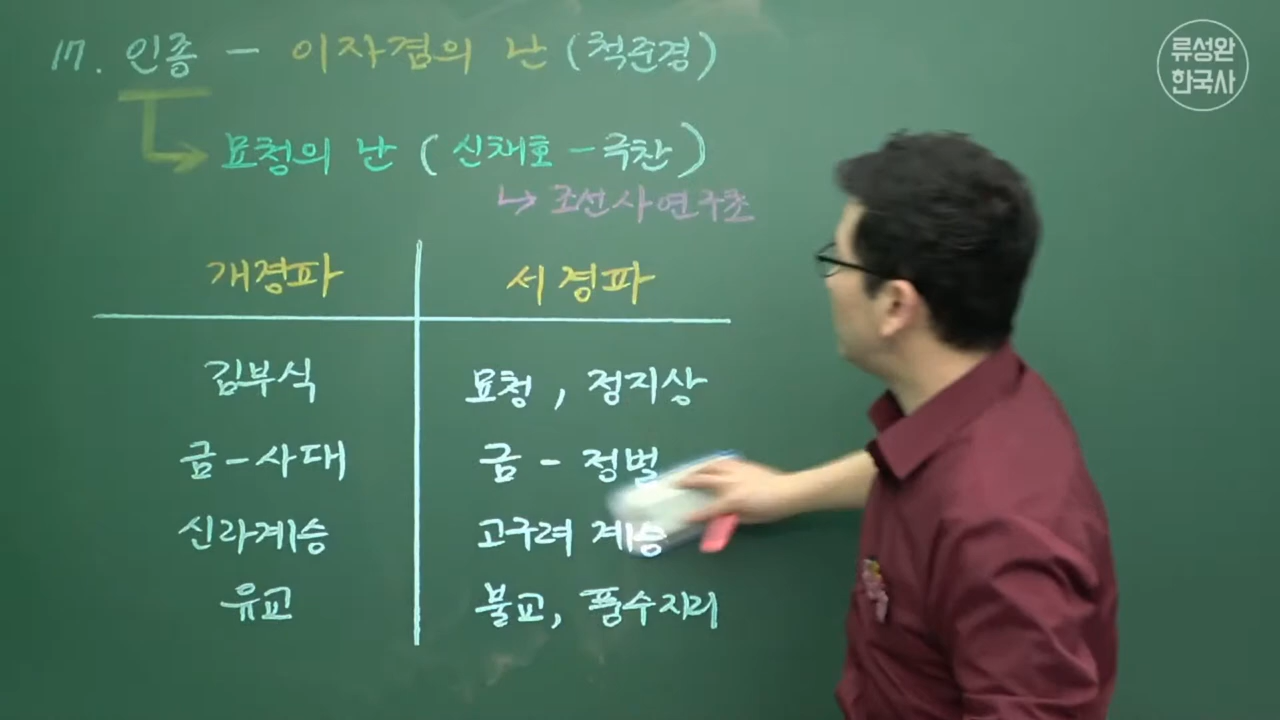 17. 인종 - 이자겸의 난 (척준경)
류성완
한국사
묘청의 난 (신채호 - 극찬)
↳ 조선사연구초
개경파 서경파
김부식 묘청, 정지상
금-사대 금 - 정벌
신라계승 고구려 계승
유교 불교, 풍수지리